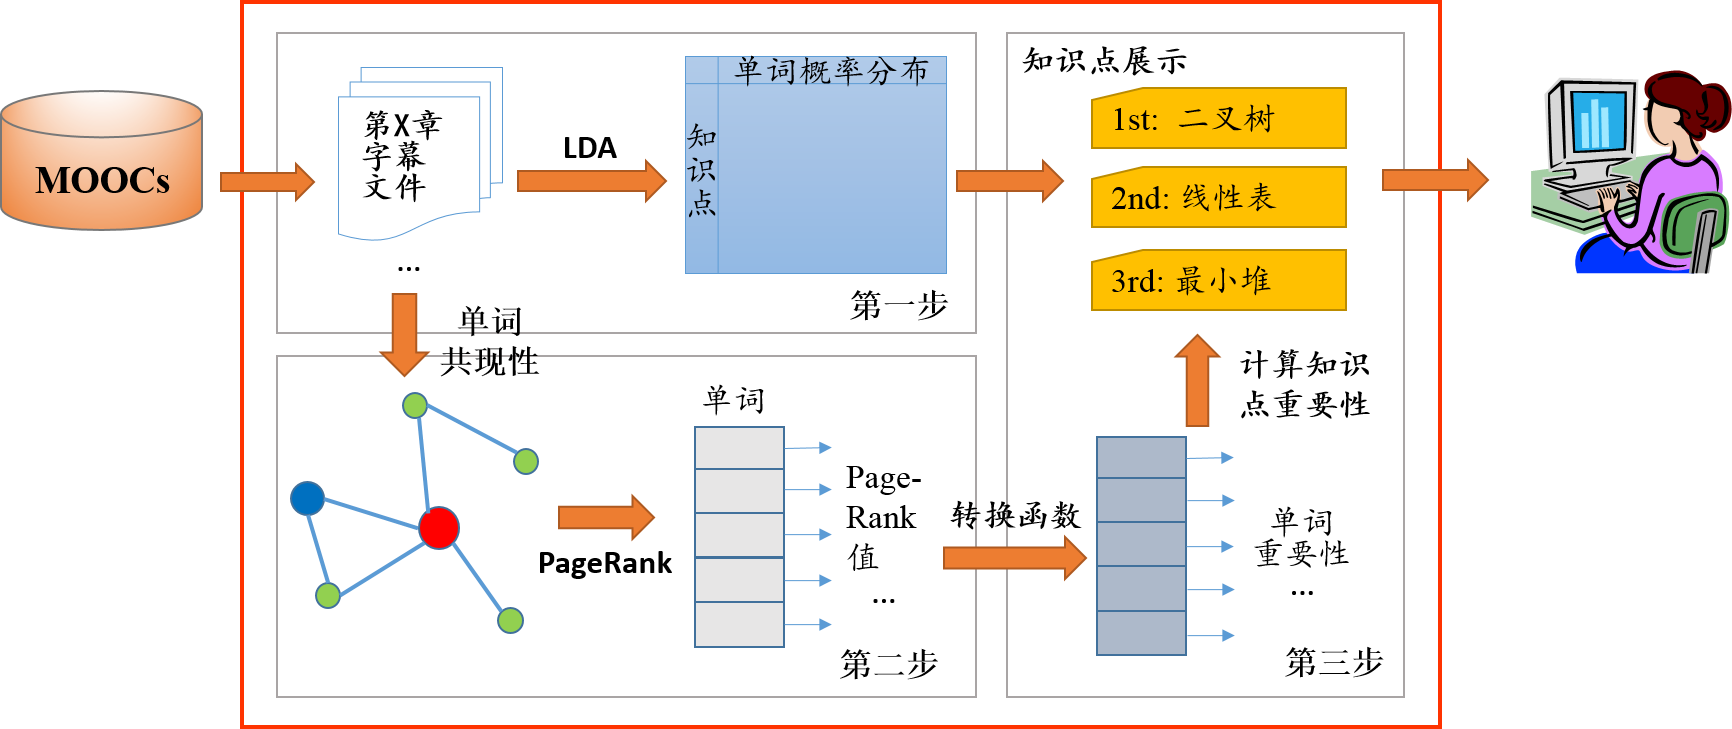 MOOCs
第X章
字幕
文件
...
LDA
单词概率分布
知
识
点
第一步
单词
共现性
PageRank
单词
Page-
Rank
值
...
第二步
转换函数
知识点展示
1st: 二叉树
2nd: 线性表
3rd: 最小堆
计算知识
点重要性
单词
重要性
...
第三步